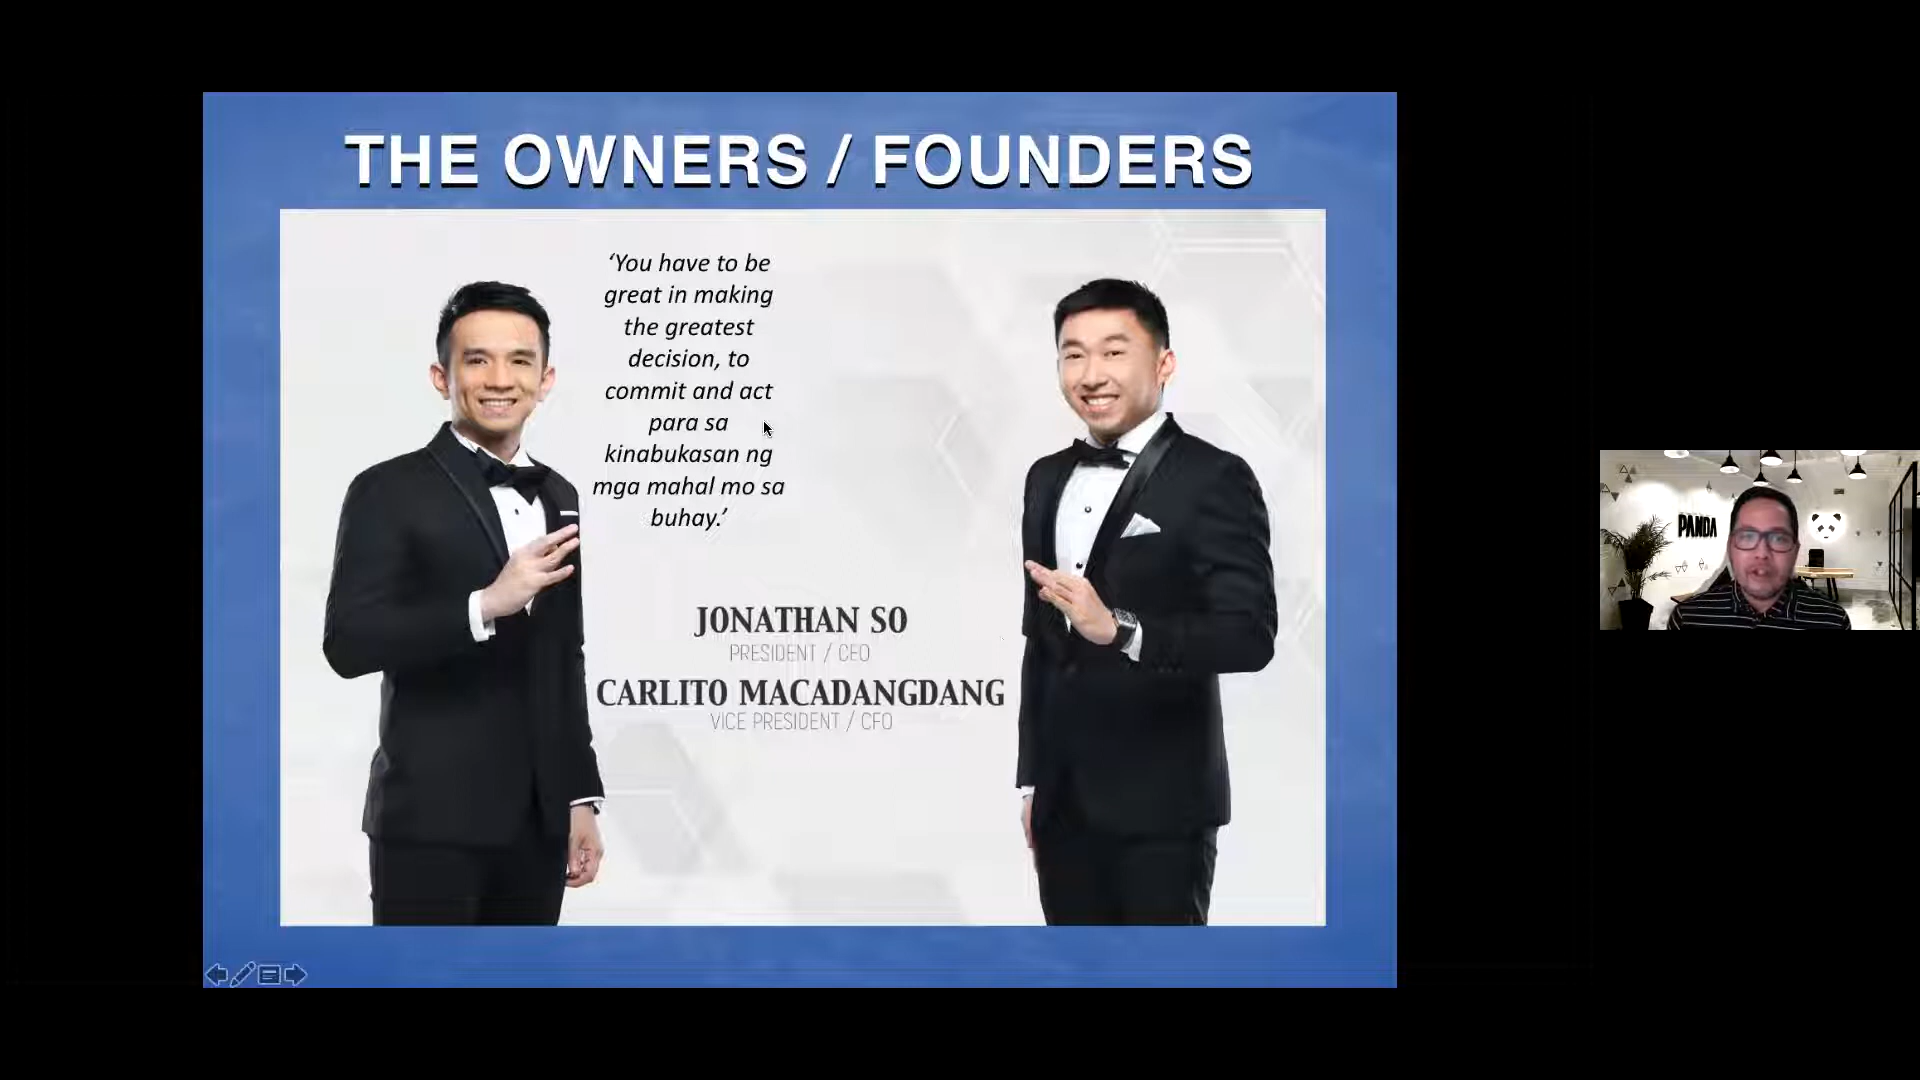 THE OWNERS / FOUNDERS
‘You have to be
great in making
the greatest
decision, to
commit and act
para sa
kinabukasan ng
mga mahal mo sa
buhay.’
JONATHAN SO
PRESIDENT / CEO
CARLITO MACADANGDANG
VICE PRESIDENT / CFO
PANDA